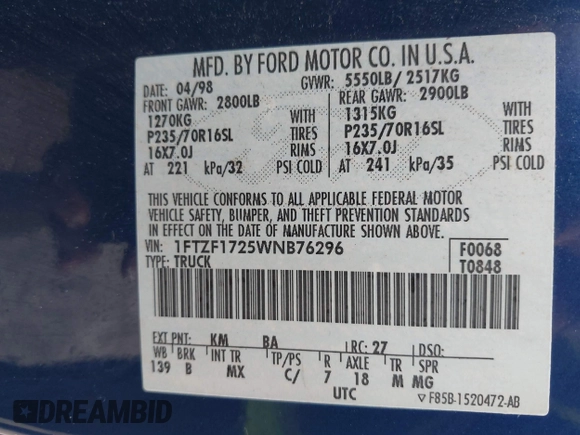 MFD. BY FORD MOTOR CO. IN U.S.A.
DATE: 04/98 GVWR: 5550LB/ 2517KG
FRONT GAWR: 2800LB REAR GAWR: 2900LB
1270KG WITH 1315KG WITH
P235/70R16SL TIRES P235/70R16SL TIRES
16X7.0J RIMS 16X7.0J RIMS
AT 221 kPa/32 PSI COLD AT 241 kPa/35 PSI COLD
THIS VEHICLE CONFORMS TO ALL APPLICABLE FEDERAL MOTOR
VEHICLE SAFETY, BUMPER, AND THEFT PREVENTION STANDARDS
IN EFFECT ON THE DATE OF MANUFACTURE SHOWN ABOVE.
VIN: 1FTZF1725WNB76296 F0068
TYPE: TRUCK T0848
EXT PNT: KM BA RC: 27 DSO:
WB BRK INT TR TP/PS R AXLE TR SPR
139 B MX C/ 7 18 M MG
UTC
▽ F85B-1520472-AB
DREAMBID